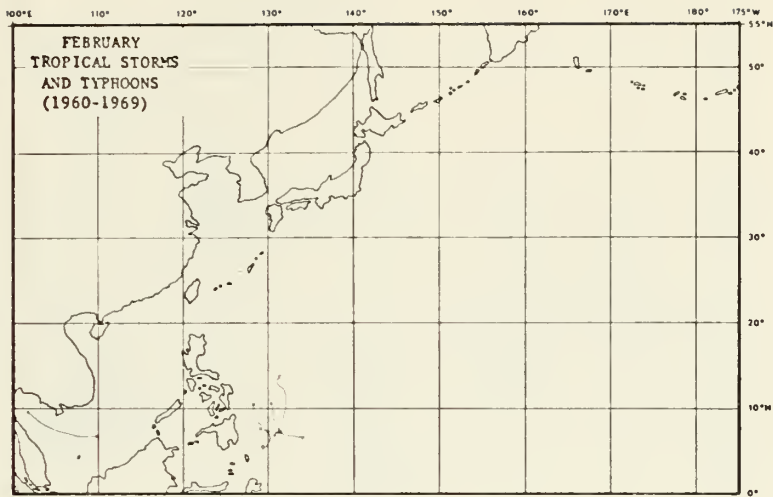 100°E 110° 120° 130° 140° 150° 160° 170°E 180° 175°W
55°N
FEBRUARY
TROPICAL STORMS
AND TYPHOONS
(1960-1969)
50°
40°
30°
20°
10°N
0°